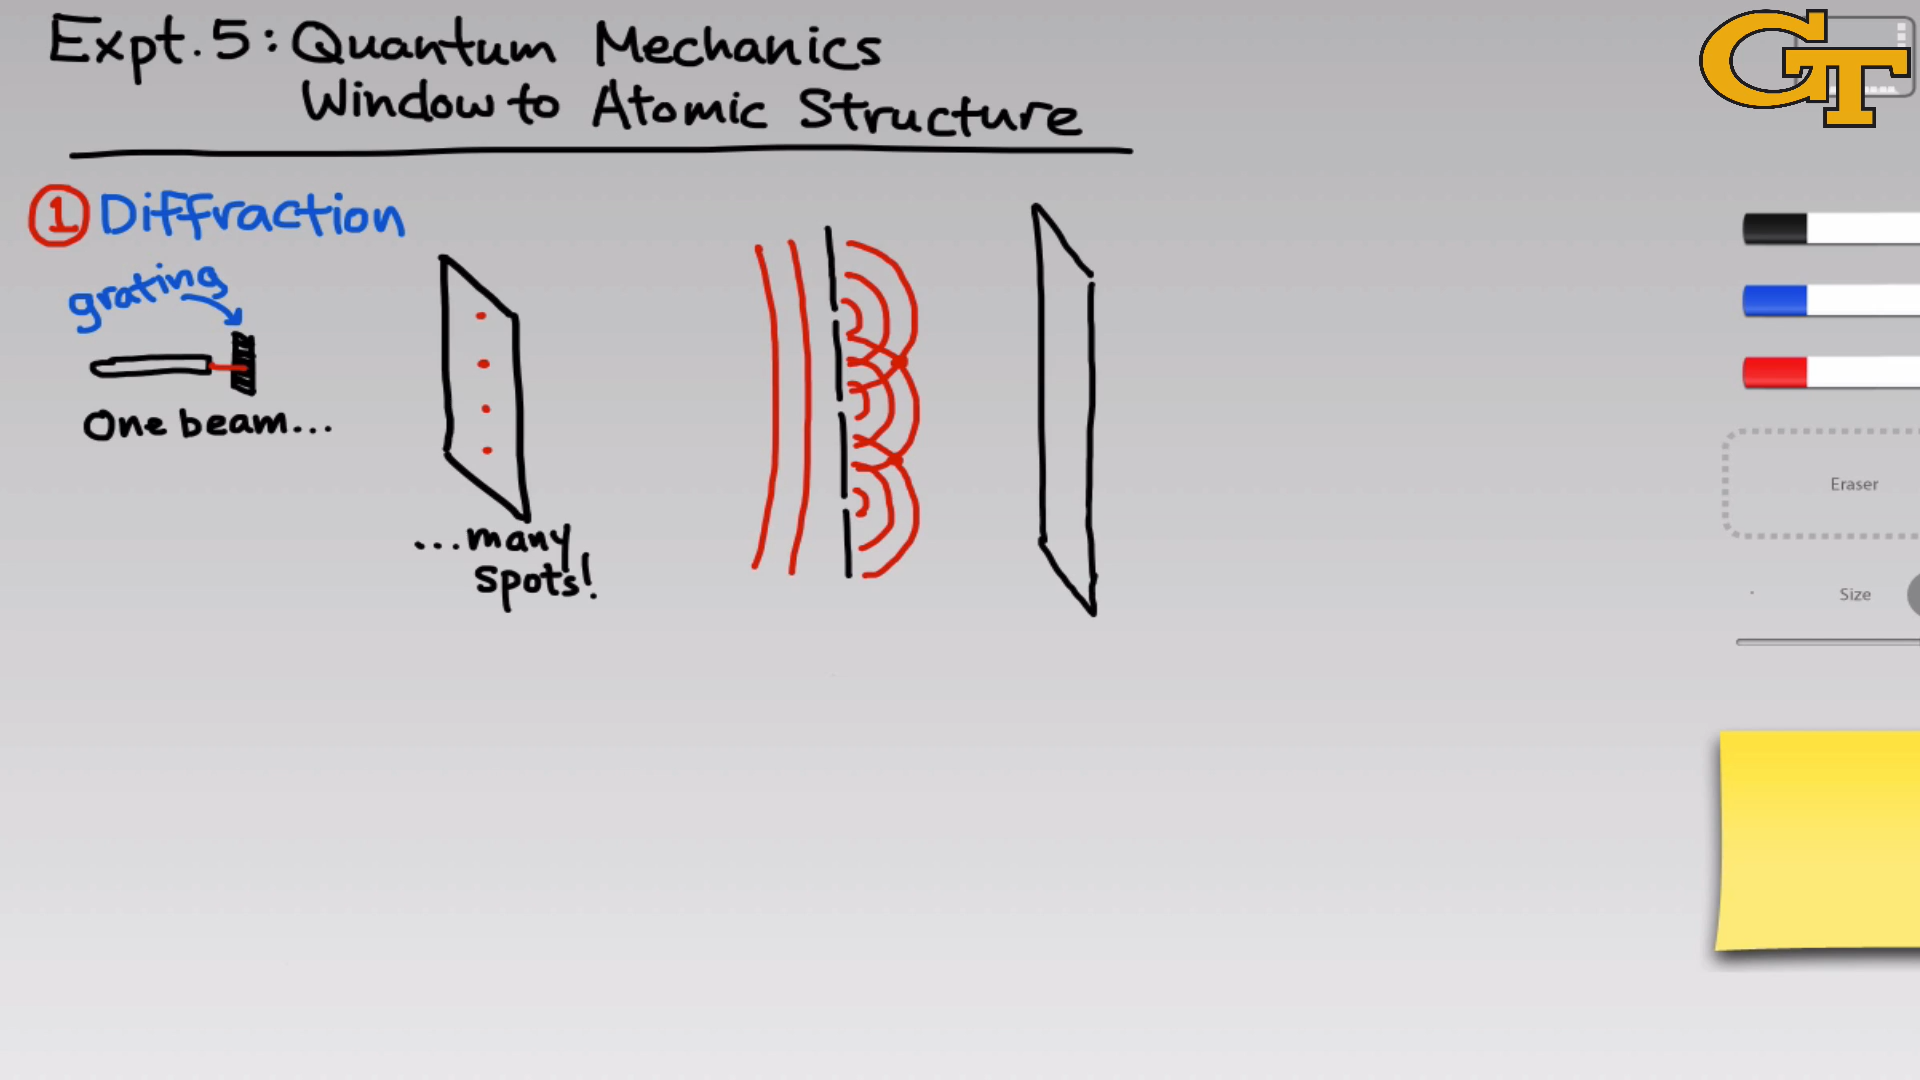 Expt. 5: Quantum Mechanics
Window to Atomic Structure
GT
1 Diffraction
grating
One beam...
...many
spots!
Eraser
Size